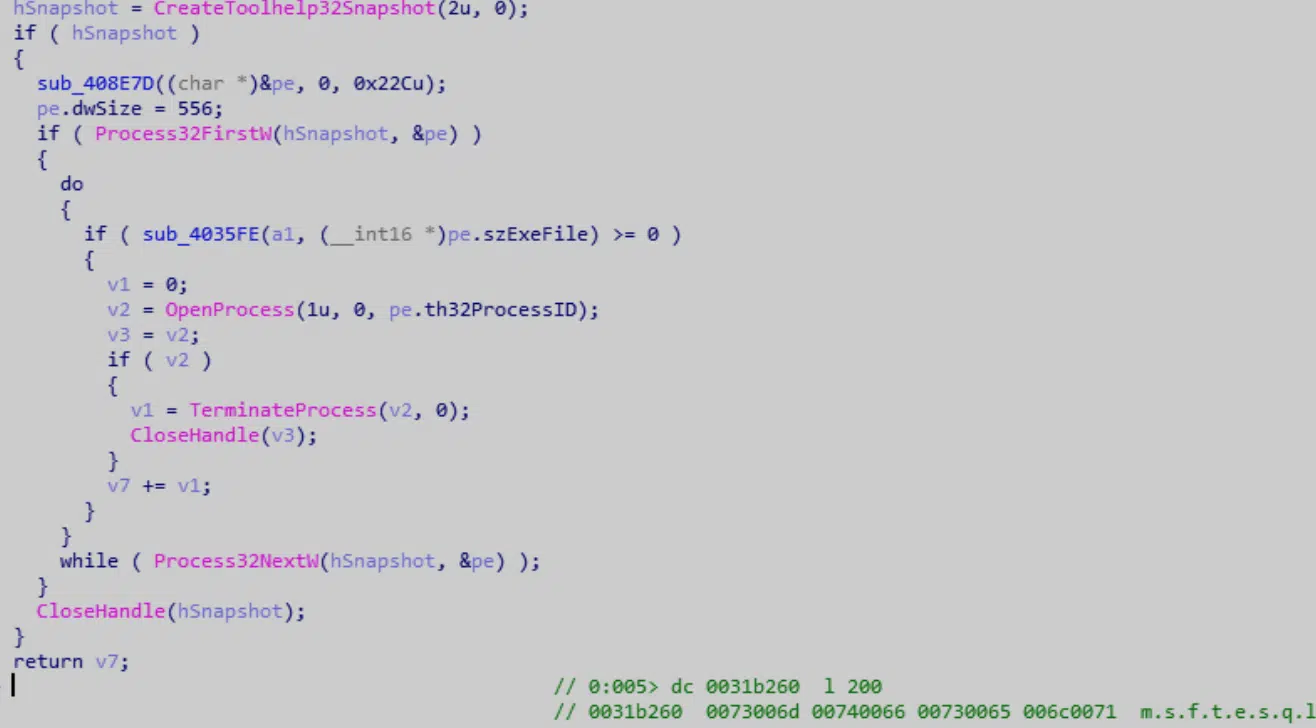 hSnapshot = CreateToolhelp32Snapshot(2u, 0);
if ( hSnapshot )
{
sub_408E7D((char *)&pe, 0, 0x22Cu);
pe.dwSize = 556;
if ( Process32FirstW(hSnapshot, &pe) )
{
do
{
if ( sub_4035FE(a1, (__int16 *)pe.szExeFile) >= 0 )
{
v1 = 0;
v2 = OpenProcess(1u, 0, pe.th32ProcessID);
v3 = v2;
if ( v2 )
{
v1 = TerminateProcess(v2, 0);
CloseHandle(v3);
}
v7 += v1;
}
}
while ( Process32NextW(hSnapshot, &pe) );
}
CloseHandle(hSnapshot);
}
return v7;
// 0:005> dc 0031b260 l 200
// 0031b260 0073006d 00740066 00730065 006c0071 m.s.f.t.e.s.q.l